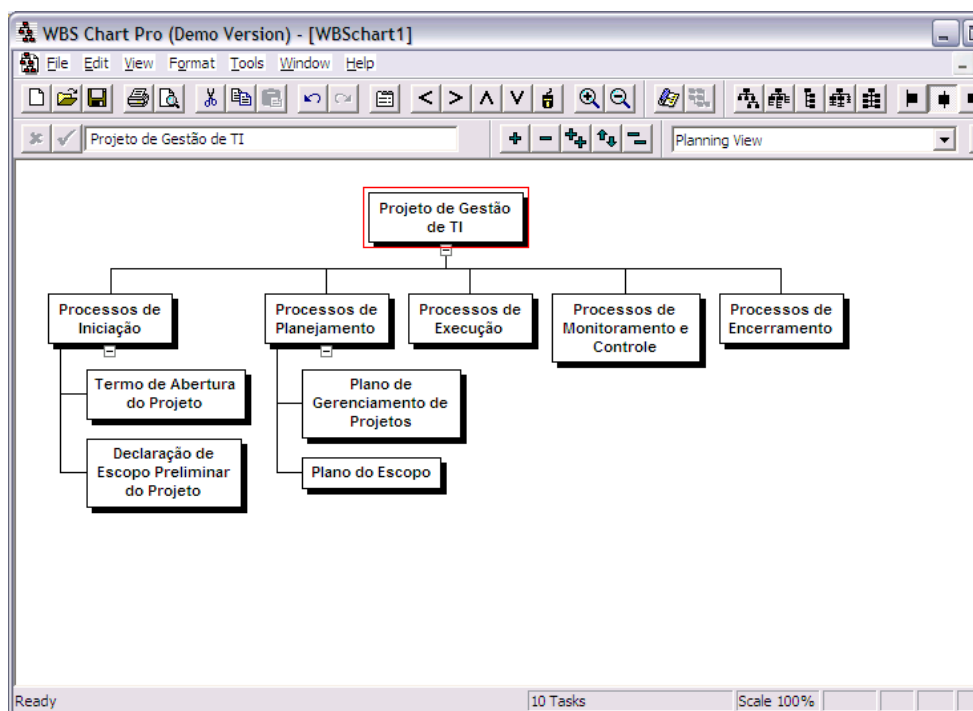 WBS Chart Pro (Demo Version) - [WBSchart1]
File Edit View Format Tools Window Help
Projeto de Gestão de TI
Planning View
Projeto de Gestão
de TI
Processos de
Iniciação
Processos de
Planejamento
Processos de
Execução
Processos de
Monitoramento e
Controle
Processos de
Encerramento
Termo de Abertura
do Projeto
Declaração de
Escopo Preliminar
do Projeto
Plano de
Gerenciamento de
Projetos
Plano do Escopo
Ready
10 Tasks
Scale 100%